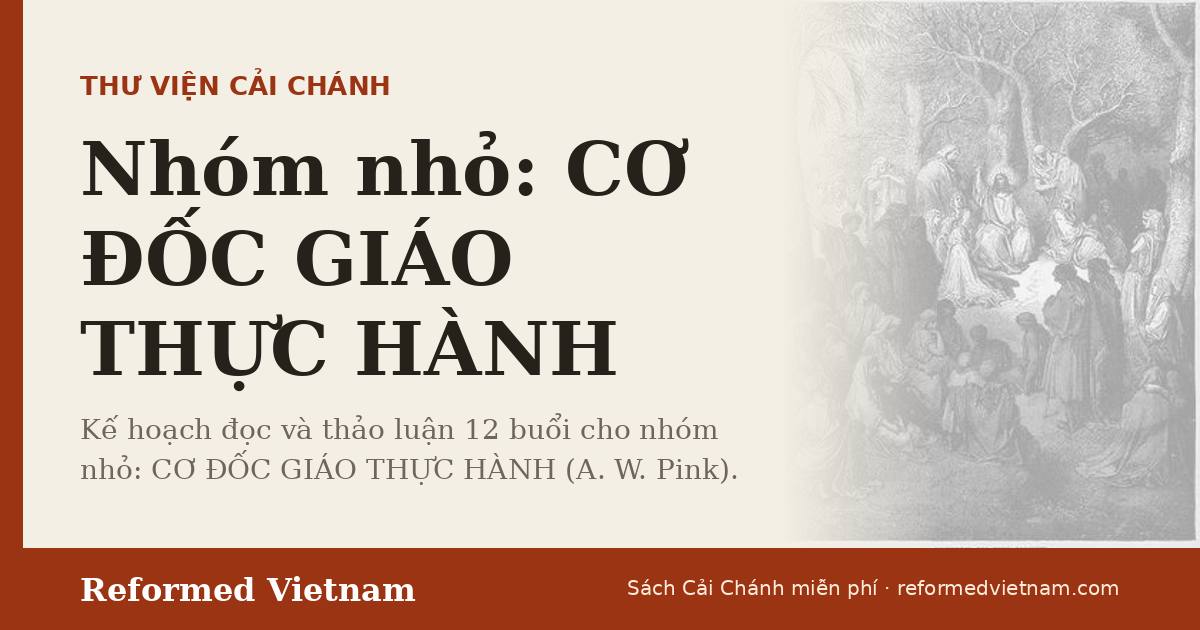 THƯ VIỆN CẢI CHÁNH
Nhóm nhỏ: CƠ
ĐỐC GIÁO
THỰC HÀNH
Kế hoạch đọc và thảo luận 12 buổi cho nhóm
nhỏ: CƠ ĐỐC GIÁO THỰC HÀNH (A. W. Pink).
Reformed Vietnam
Sách Cải Chánh miễn phí · reformedvietnam.com